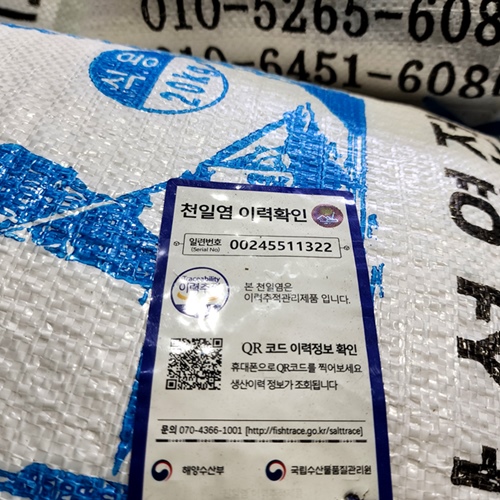 010-5265-608
010-6451-608
식용
20kg
천일염 이력확인
일련번호
(Serial No)
00245511322
Traceability
이력추
본 천일염은
이력추적관리제품 입니다.
QR 코드 이력정보 확인
휴대폰으로 QR코드를 찍어보세요
생산이력 정보가 조회됩니다
문의 070-4366-1001 [http://fishtrace.go.kr/salttrace]
해양수산부
국립수산물품질관리원